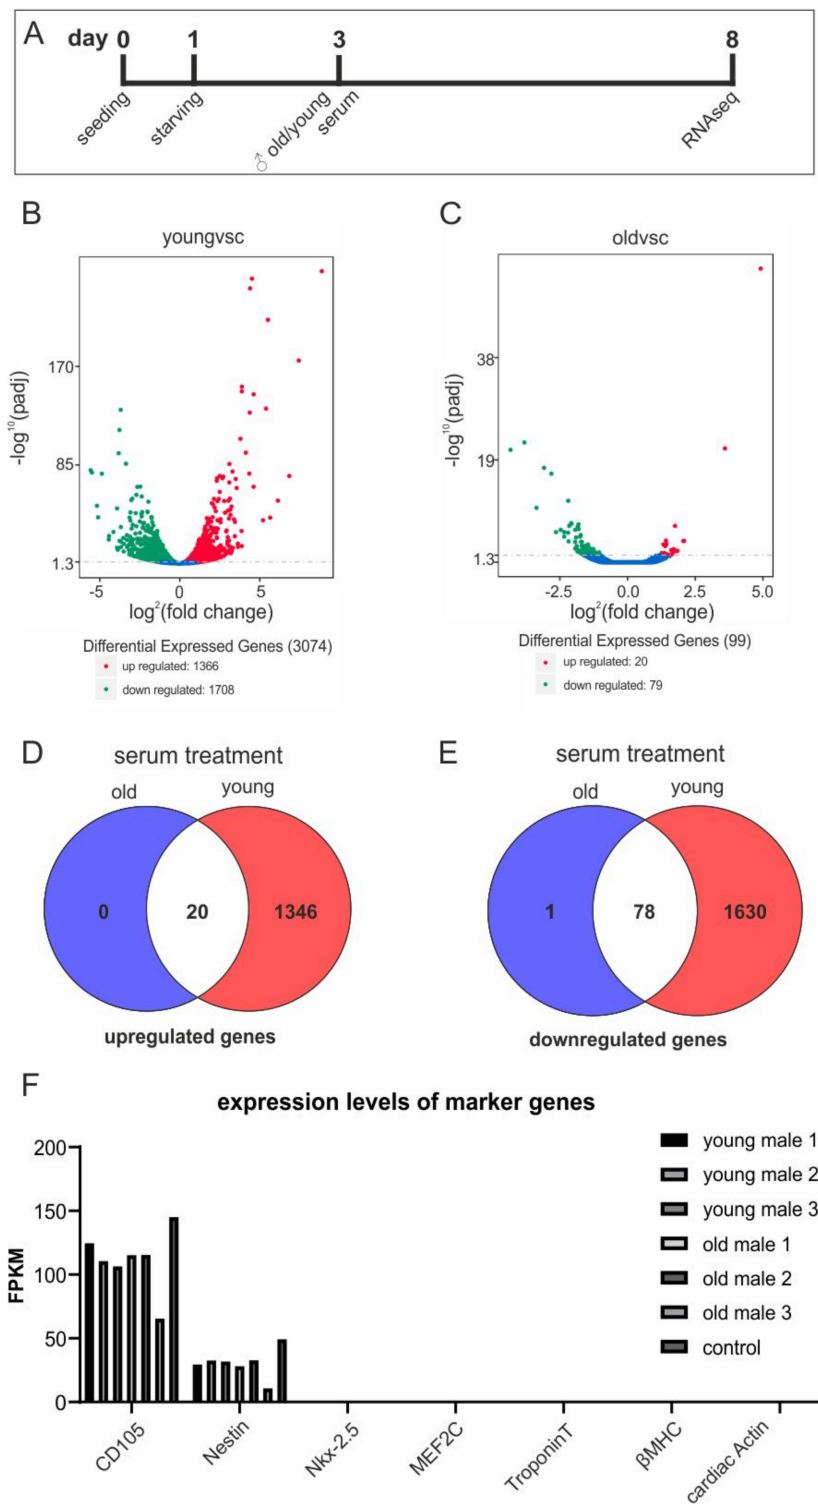 A
day 0 1 3 8
seeding
starving
♂ old/young
serum
RNAseq
B
youngvsc
-log10(padj)
170
85
1.3
-5 0 5
log2(fold change)
Differential Expressed Genes (3074)
up regulated: 1366
down regulated: 1708
C
oldvsc
-log10(padj)
38
19
1.3
-2.5 0.0 2.5 5.0
log2(fold change)
Differential Expressed Genes (99)
up regulated: 20
down regulated: 79
D
serum treatment
old young
0 20 1346
upregulated genes
E
serum treatment
old young
1 78 1630
downregulated genes
F
expression levels of marker genes
FPKM
200
150
100
50
0
CD105
Nestin
Nkx-2.5
MEF2C
TroponinT
βMHC
cardiac Actin
young male 1
young male 2
young male 3
old male 1
old male 2
old male 3
control